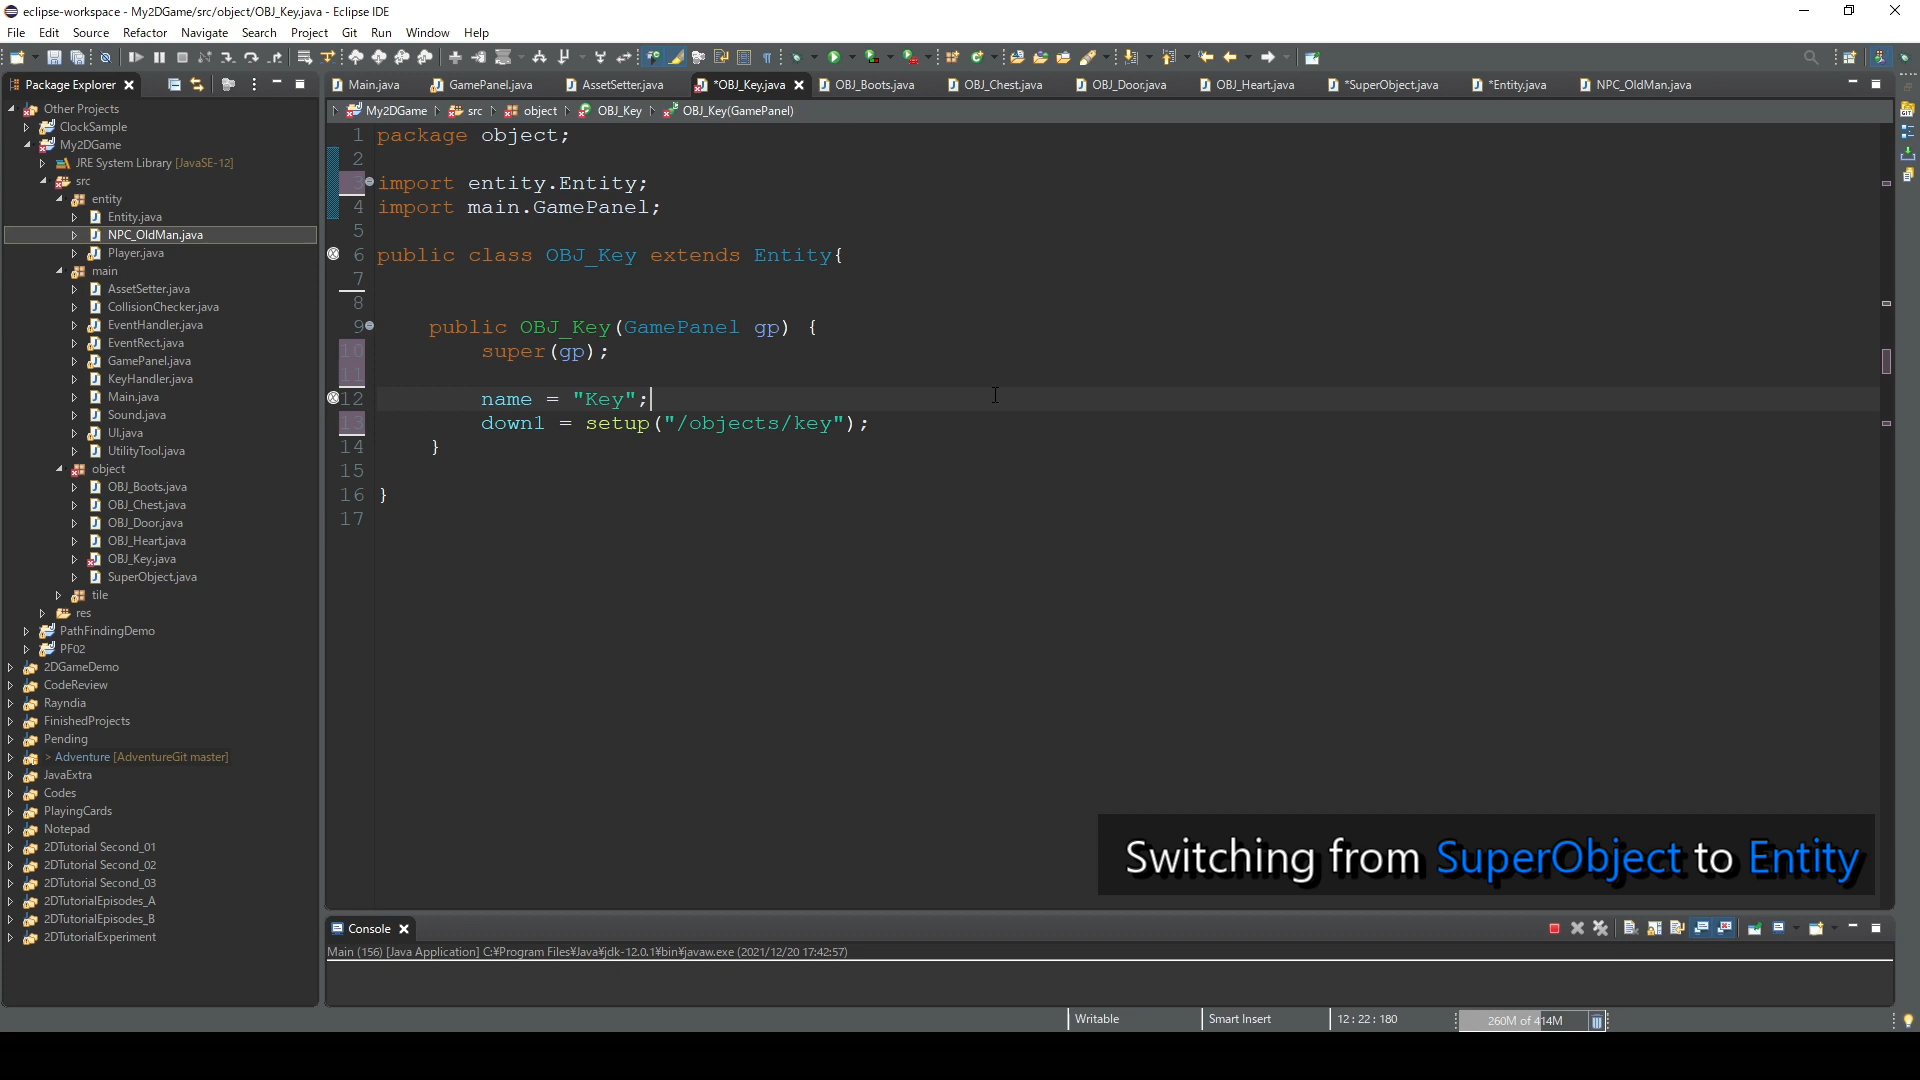 eclipse-workspace - My2DGame/src/object/OBJ_Key.java - Eclipse IDE
File Edit Source Refactor Navigate Search Project Git Run Window Help
Package Explorer
Main.java GamePanel.java AssetSetter.java *OBJ_Key.java OBJ_Boots.java OBJ_Chest.java OBJ_Door.java OBJ_Heart.java *SuperObject.java *Entity.java NPC_OldMan.java
My2DGame src object OBJ_Key OBJ_Key(GamePanel)
Other Projects
ClockSample
My2DGame
JRE System Library [JavaSE-12]
src
entity
Entity.java
NPC_OldMan.java
Player.java
main
AssetSetter.java
CollisionChecker.java
EventHandler.java
EventRect.java
GamePanel.java
KeyHandler.java
Main.java
Sound.java
UI.java
UtilityTool.java
object
OBJ_Boots.java
OBJ_Chest.java
OBJ_Door.java
OBJ_Heart.java
OBJ_Key.java
SuperObject.java
tile
res
PathFindingDemo
PF02
2DGameDemo
CodeReview
Rayndia
FinishedProjects
Pending
> Adventure [AdventureGit master]
JavaExtra
Codes
PlayingCards
Notepad
2DTutorial Second_01
2DTutorial Second_02
2DTutorial Second_03
2DTutorialEpisodes_A
2DTutorialEpisodes_B
2DTutorialExperiment
1 package object;
2
3 import entity.Entity;
4 import main.GamePanel;
5
6 public class OBJ_Key extends Entity{
7
8
9 public OBJ_Key(GamePanel gp) {
10 super(gp);
11
12 name = "Key";
13 down1 = setup("/objects/key");
14 }
15
16 }
17
Switching from SuperObject to Entity
Console
Main (156) [Java Application] C:¥Program Files¥Java¥jdk-12.0.1¥bin¥javaw.exe (2021/12/20 17:42:57)
Writable Smart Insert 12 : 22 : 180 260M of 414M